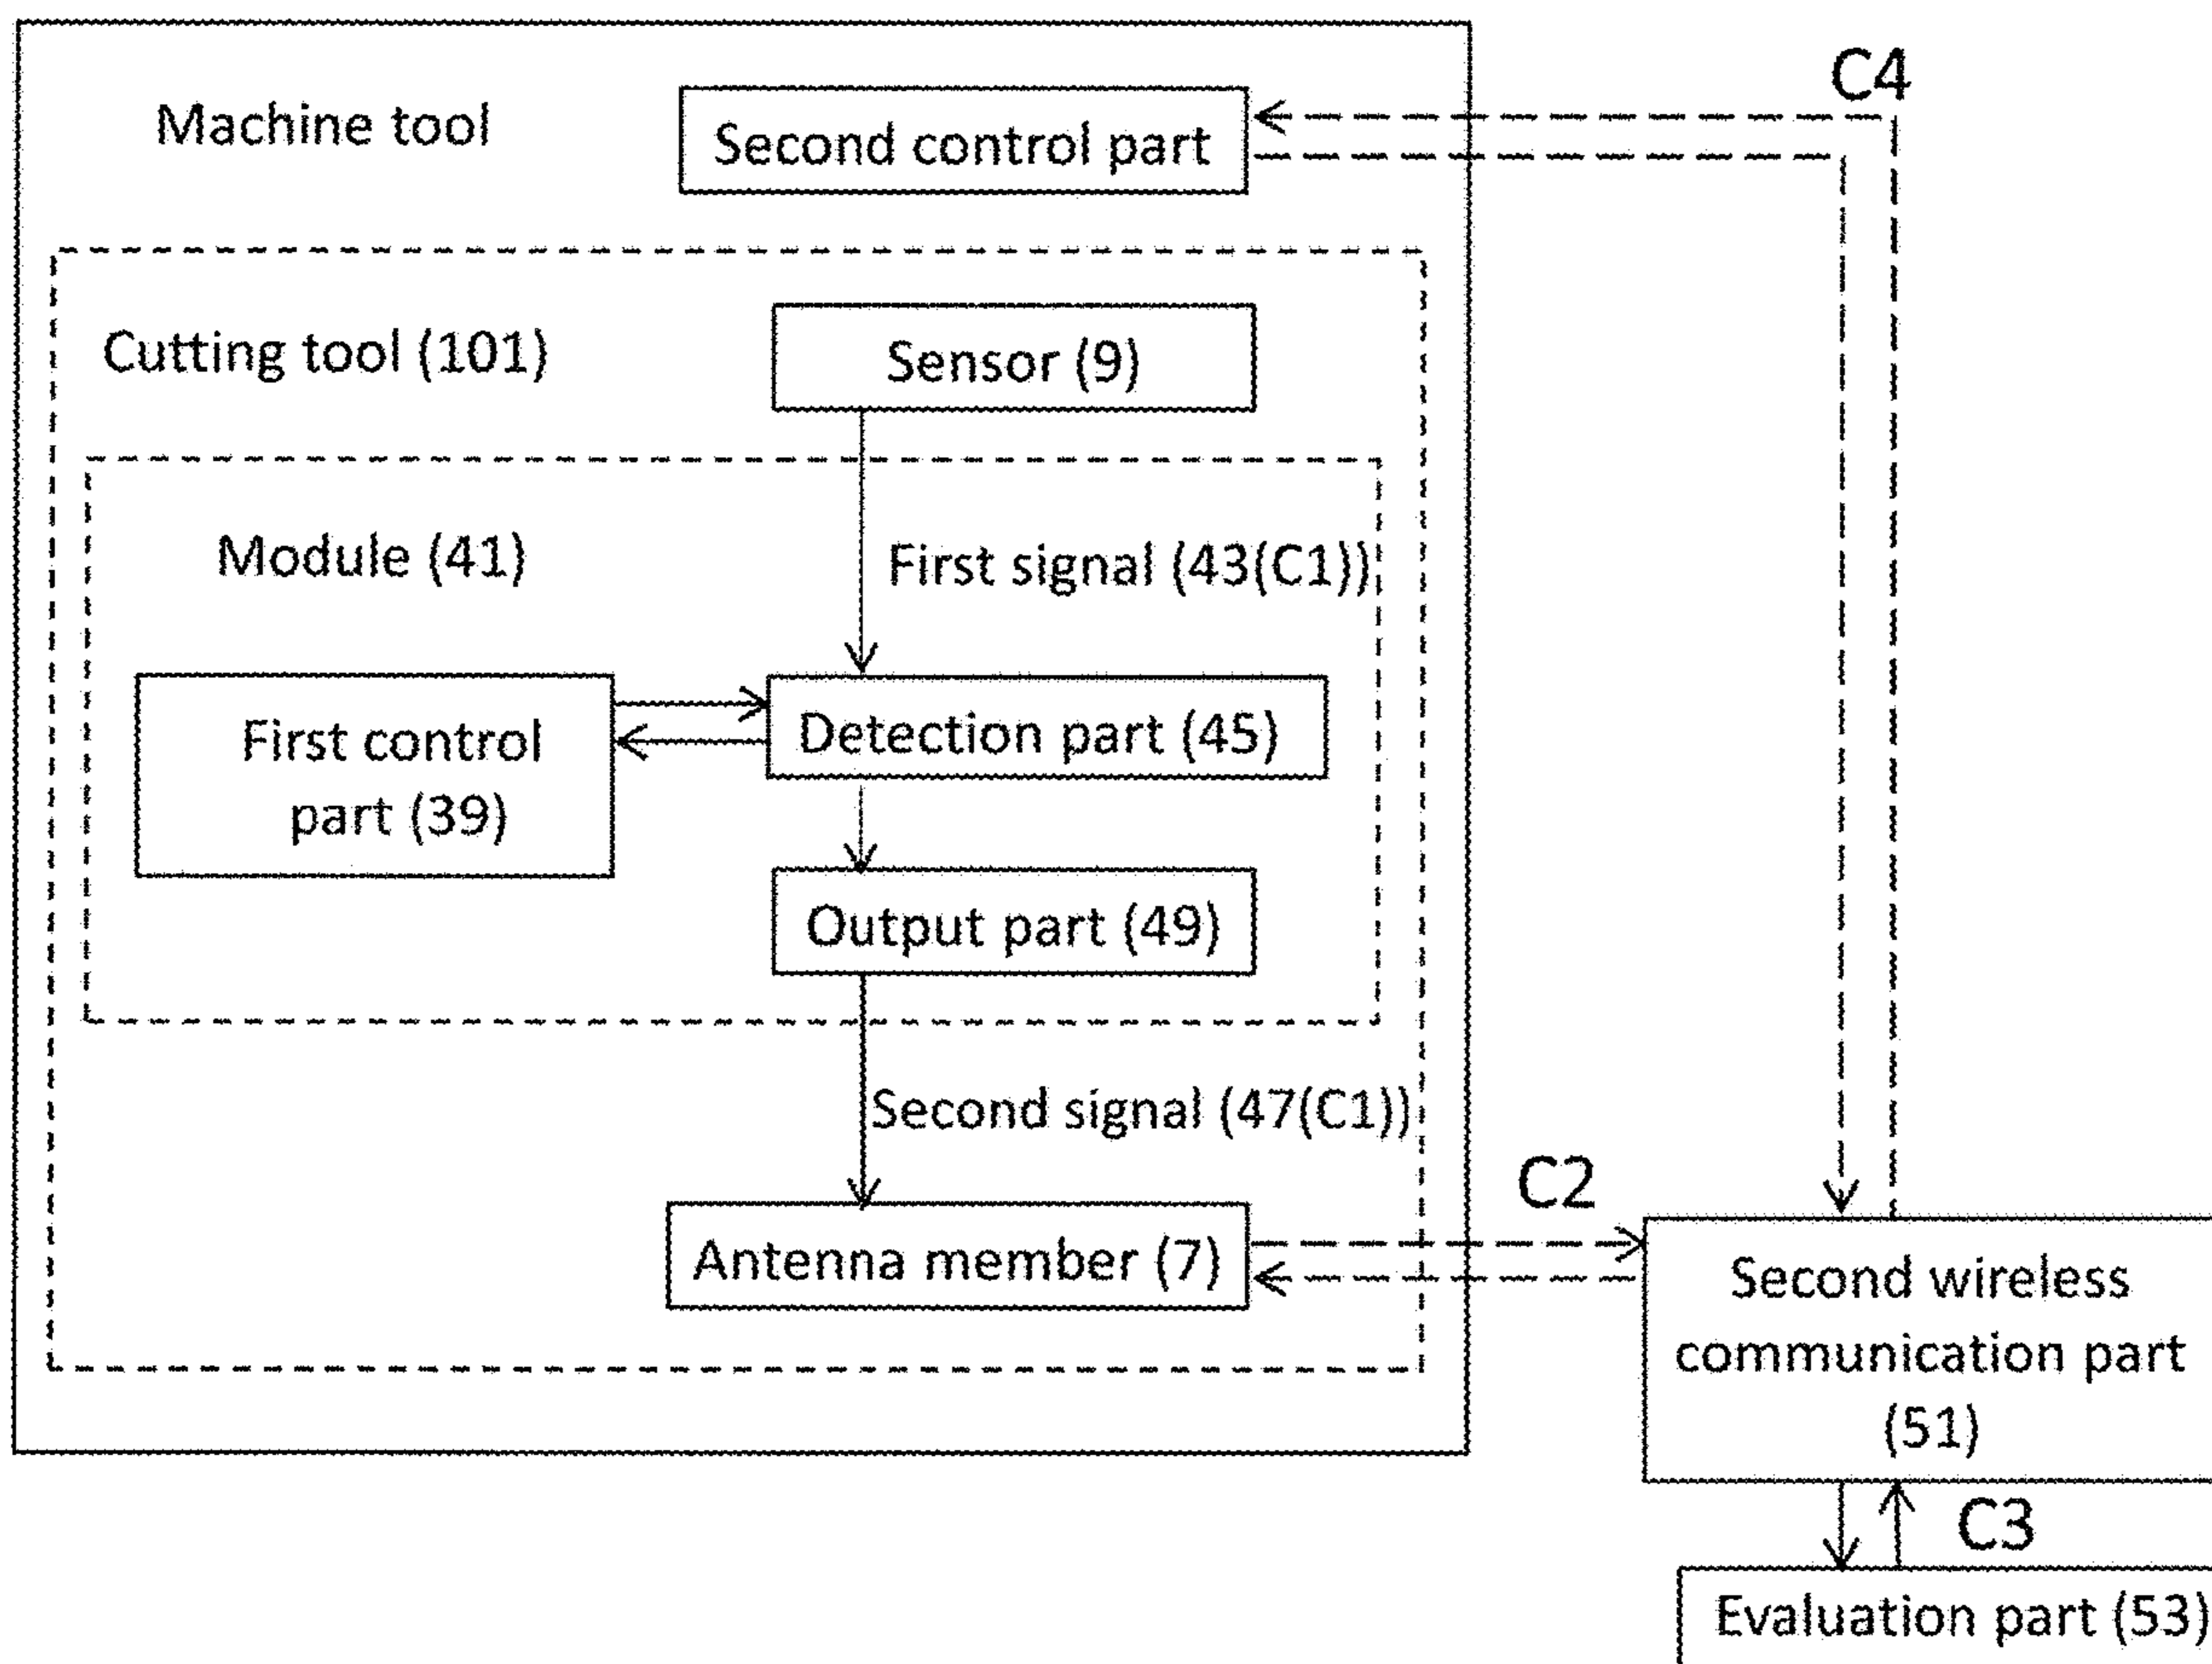 C4
Machine tool
Second control part
Cutting tool (101)
Sensor (9)
Module (41)
First signal (43(C1))
First control
part (39)
Detection part (45)
Output part (49)
Second signal (47(C1))
C2
Antenna member (7)
Second wireless
communication part
(51)
C3
Evaluation part (53)